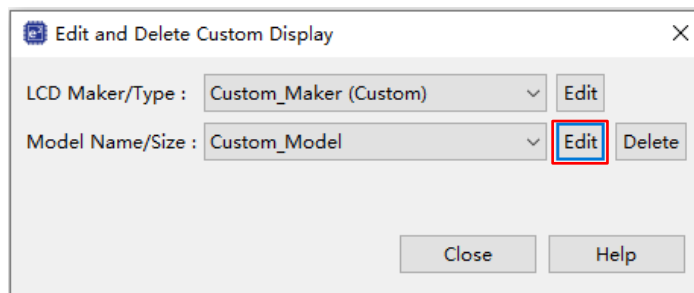 Edit and Delete Custom Display
LCD Maker/Type : Custom_Maker (Custom) Edit
Model Name/Size : Custom_Model Edit Delete
Close Help